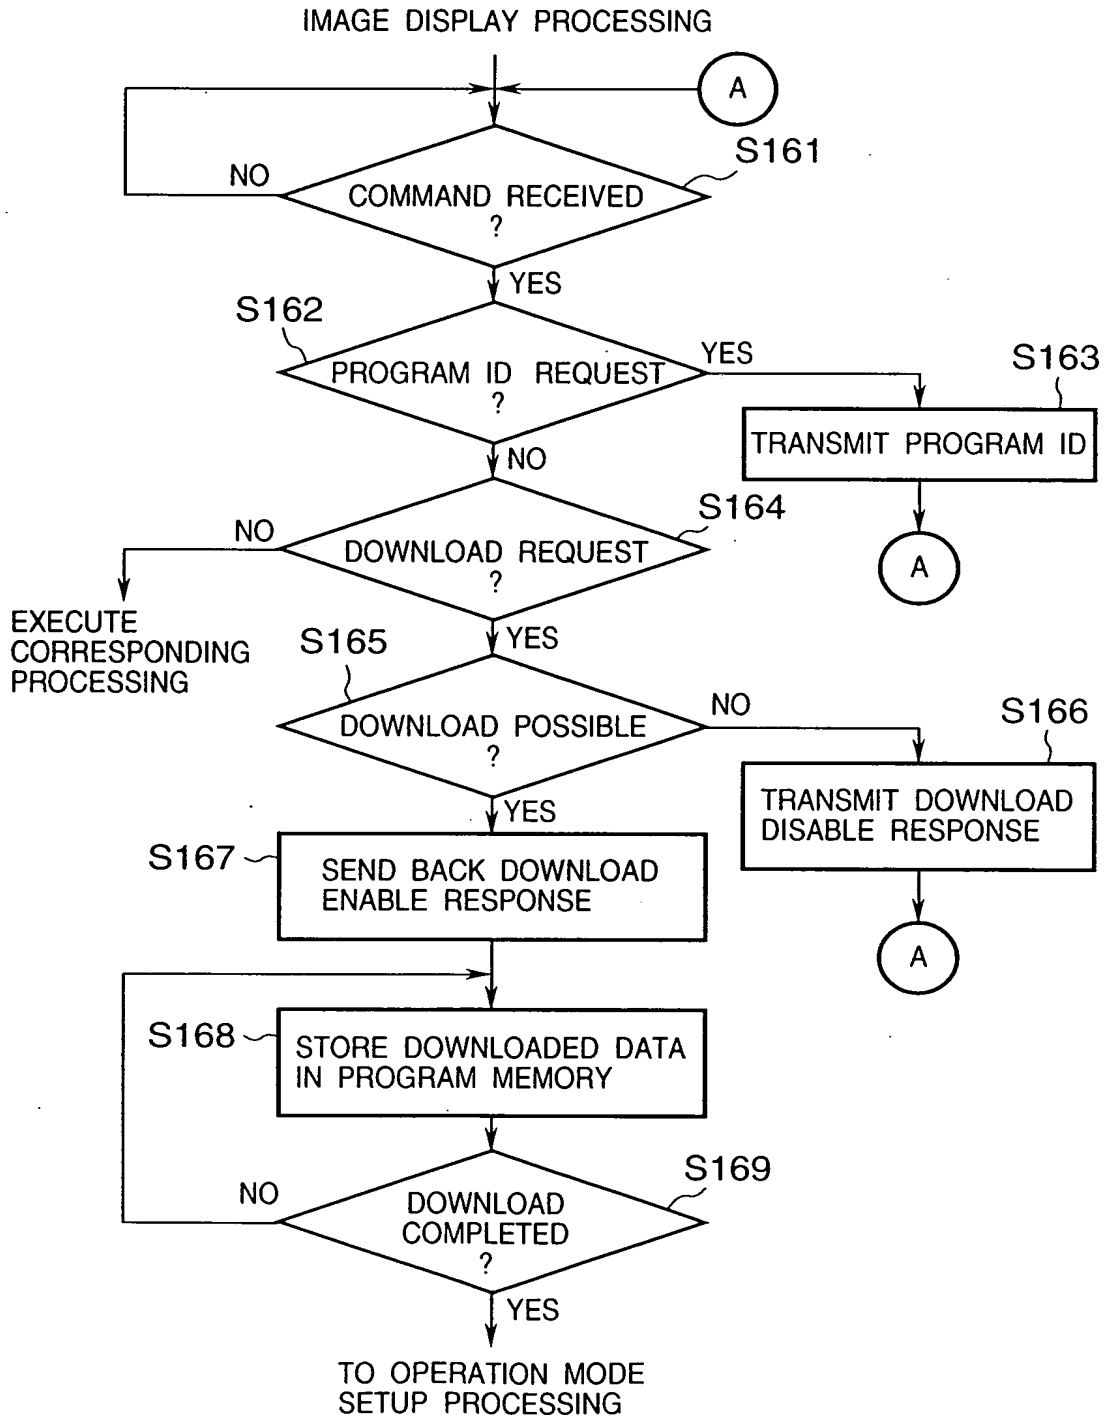 IMAGE DISPLAY PROCESSING
A
S161
NO
COMMAND RECEIVED
?
YES
S162
PROGRAM ID REQUEST
?
YES
S163
TRANSMIT PROGRAM ID
A
NO
S164
NO
DOWNLOAD REQUEST
?
EXECUTE
CORRESPONDING
PROCESSING
YES
S165
DOWNLOAD POSSIBLE
?
NO
S166
TRANSMIT DOWNLOAD
DISABLE RESPONSE
A
YES
S167
SEND BACK DOWNLOAD
ENABLE RESPONSE
S168
STORE DOWNLOADED DATA
IN PROGRAM MEMORY
S169
NO
DOWNLOAD
COMPLETED
?
YES
TO OPERATION MODE
SETUP PROCESSING